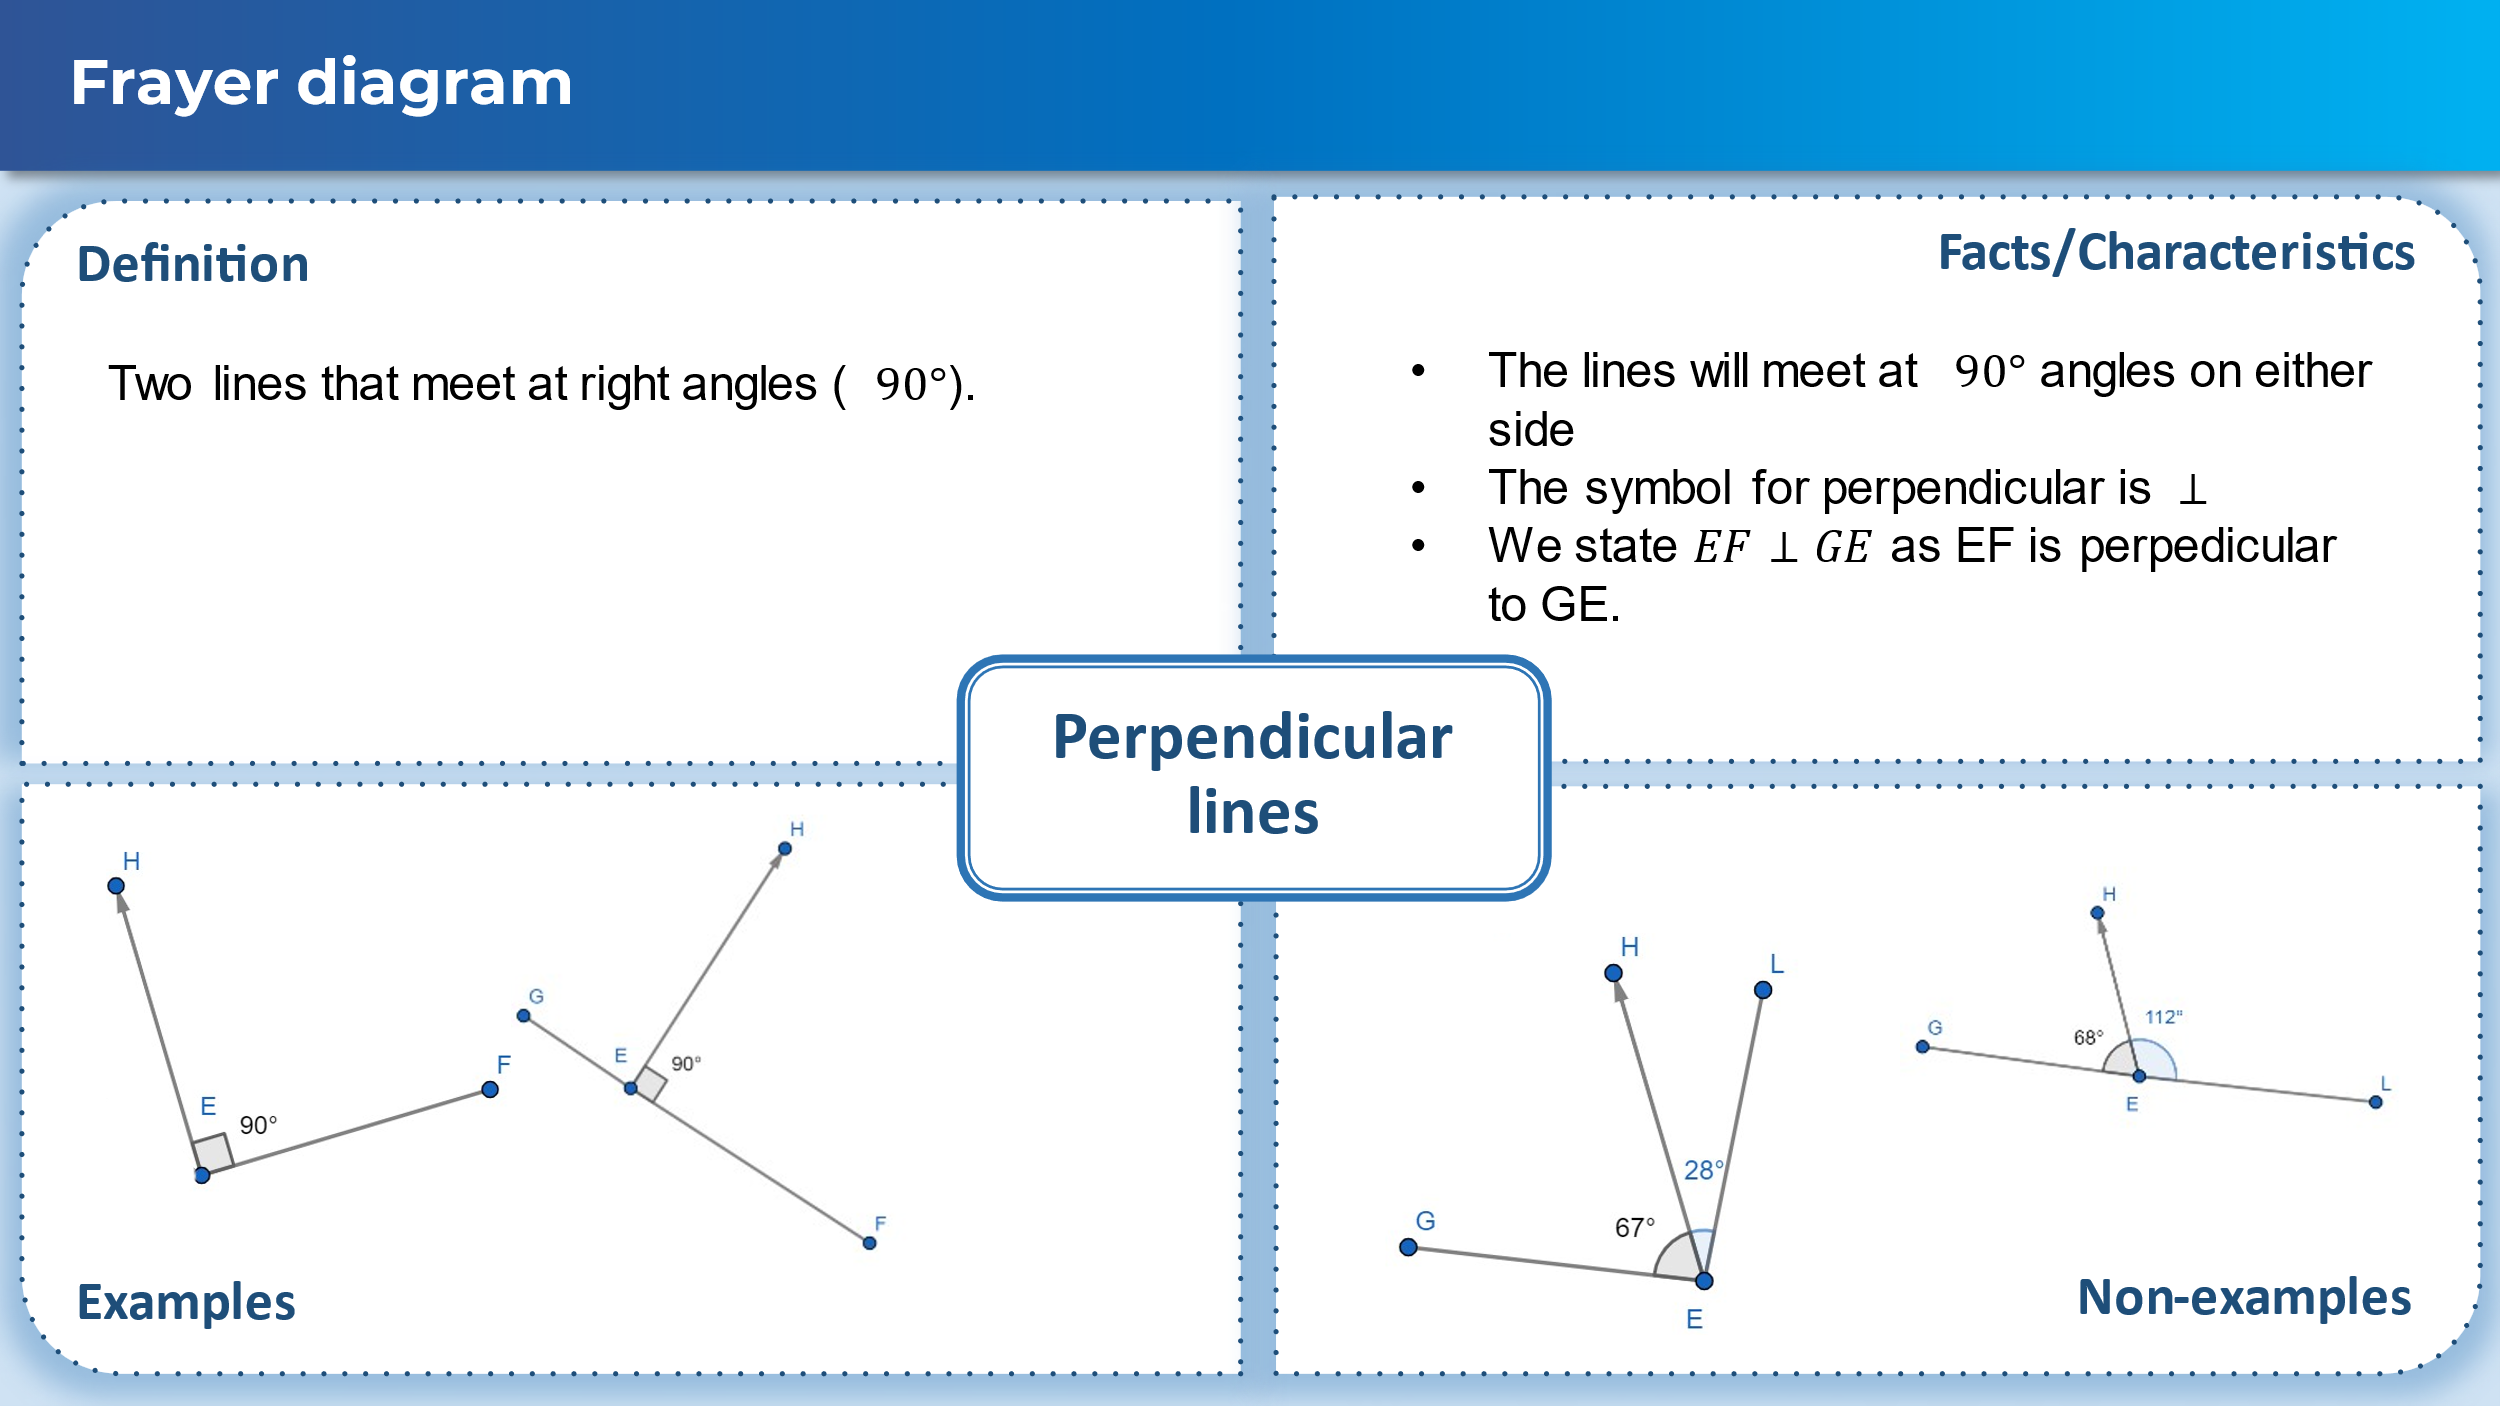 Frayer diagram
Definition
Two lines that meet at right angles ( 90°).
Facts/Characteristics
• The lines will meet at 90° angles on either
side
• The symbol for perpendicular is ⊥
• We state EF ⊥ GE as EF is perpedicular
to GE.
Perpendicular
lines
H
E
90°
F
G
E
90°
H
F
Examples
H
L
28°
67°
G
E
H
112°
68°
G
E
L
Non-examples